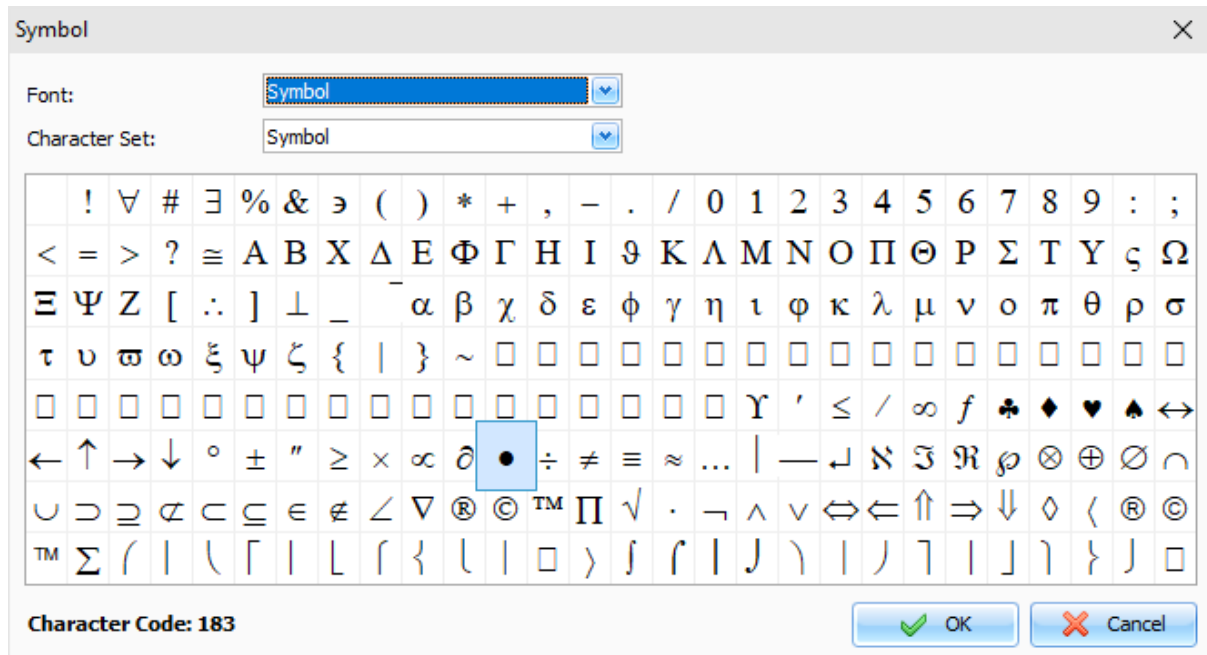 Symbol
Font: Symbol
Character Set: Symbol
! ∀ # ∃ % & ϶ ( ) * + , − . / 0 1 2 3 4 5 6 7 8 9 : ;
< = > ? ≅ Α Β Χ Δ Ε Φ Γ Η Ι ϑ Κ Λ Μ Ν Ο Π Θ Ρ Σ Τ Υ ς Ω
Ξ Ψ Ζ [ ∴ ] ⊥ _ ‾ α β χ δ ε ϕ γ η ι φ κ λ μ ν ο π θ ρ σ
τ υ ϖ ω ξ ψ ζ { | } ~ □ □ □ □ □ □ □ □ □ □ □ □ □ □ □ □ □
□ □ □ □ □ □ □ □ □ □ □ □ □ □ □ □ □ ϒ ′ ≤ ⁄ ∞ ƒ ♣ ♦ ♥ ♠ ↔
← ↑ → ↓ ° ± ″ ≥ × ∝ ∂ • ÷ ≠ ≡ ≈ … │ ─ ↵ ℵ ℑ ℜ ℘ ⊗ ⊕ ∅ ∩
∪ ⊃ ⊇ ⊄ ⊂ ⊆ ∈ ∉ ∠ ∇ ® © ™ ∏ √ ⋅ ¬ ∧ ∨ ⇔ ⇐ ⇑ ⇒ ⇓ ◊ 〈 ® ©
™ ∑ ⎛ ⎜ ⎝ ⎡ ⎢ ⎣ ⎧ ⎨ ⎩ ⎪ □ 〉 ∫ ⌠ ⎮ ⌡ ⎞ ⎟ ⎠ ⎤ ⎥ ⎦ ⎫ ⎬ ⎭ □
Character Code: 183
OK Cancel